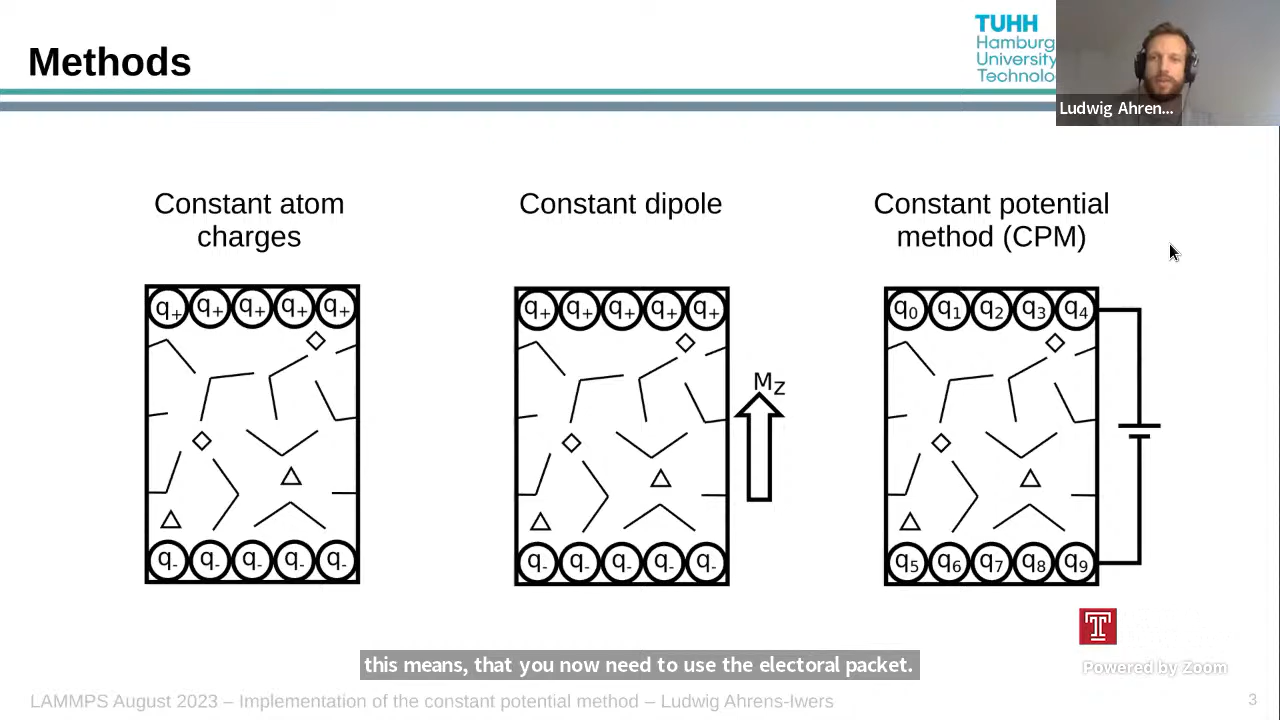 Methods
TUHH
Hamburg
University
Technolo
Ludwig Ahren...
Constant atom
charges
Constant dipole
Constant potential
method (CPM)
q+ q+ q+ q+ q+
q+ q+ q+ q+ q+
q0 q1 q2 q3 q4
Mz
q- q- q- q- q-
q- q- q- q- q-
q5 q6 q7 q8 q9
T
this means, that you now need to use the electoral packet.
Powered by Zoom
LAMMPS August 2023 – Implementation of the constant potential method – Ludwig Ahrens-Iwers
3